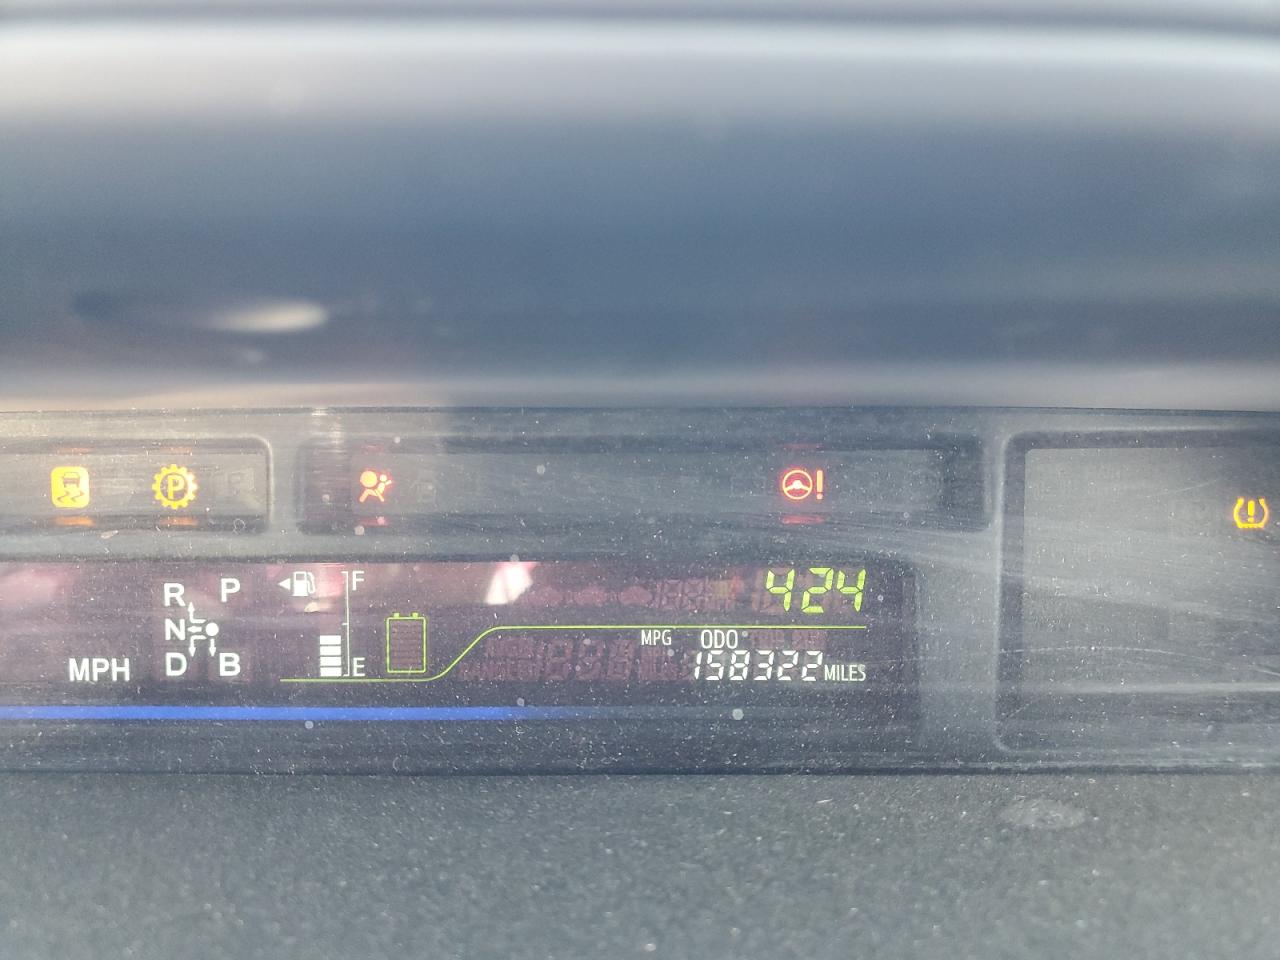 P
R P F
424
N MPG ODO
MPH D B E 158322 MILES